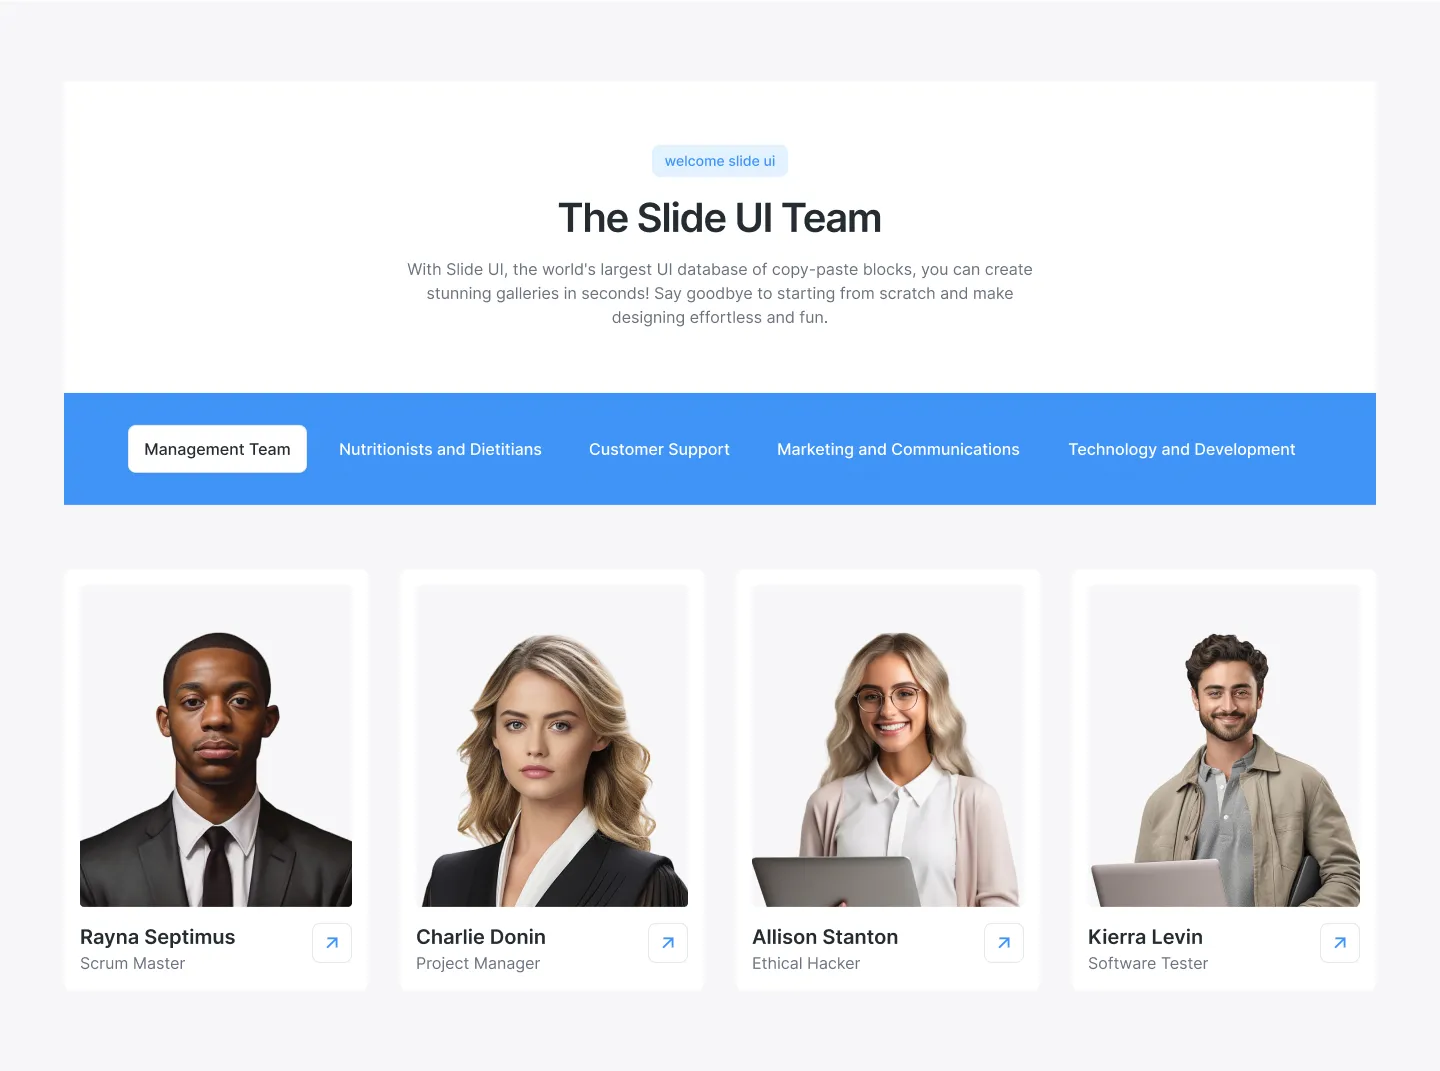 welcome slide ui
The Slide UI Team
With Slide UI, the world's largest UI database of copy-paste blocks, you can create
stunning galleries in seconds! Say goodbye to starting from scratch and make
designing effortless and fun.
Management Team
Nutritionists and Dietitians
Customer Support
Marketing and Communications
Technology and Development
Rayna Septimus
Scrum Master
Charlie Donin
Project Manager
Allison Stanton
Ethical Hacker
Kierra Levin
Software Tester